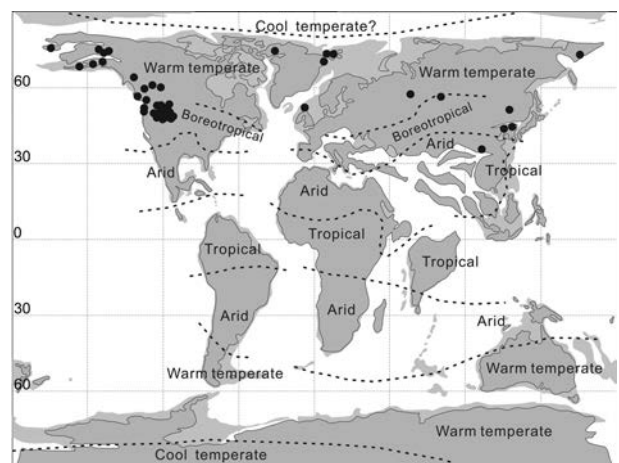 Cool temperate?
Warm temperate
Warm temperate
60
Boreotropical
Boreotropical
Arid
30
Arid
Tropical
Arid
0
Tropical
Tropical
Tropical
30
Arid
Arid
Arid
Warm temperate
Warm temperate
60
Warm temperate
Cool temperate